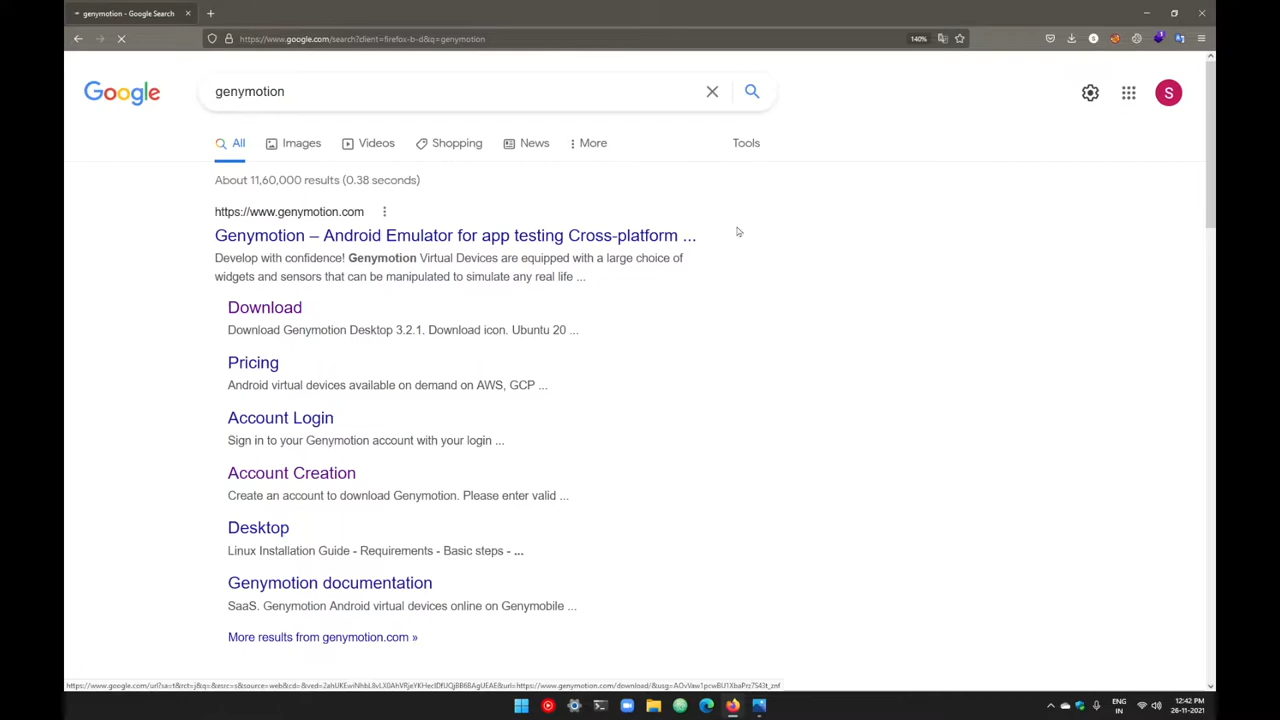 genymotion - Google Search
https://www.google.com/search?client=firefox-b-d&q=genymotion
140%
Google
genymotion
S
All
Images
Videos
Shopping
News
More
Tools
About 11,60,000 results (0.38 seconds)
https://www.genymotion.com
Genymotion – Android Emulator for app testing Cross-platform ...
Develop with confidence! Genymotion Virtual Devices are equipped with a large choice of
widgets and sensors that can be manipulated to simulate any real life ...
Download
Download Genymotion Desktop 3.2.1. Download icon. Ubuntu 20 ...
Pricing
Android virtual devices available on demand on AWS, GCP ...
Account Login
Sign in to your Genymotion account with your login ...
Account Creation
Create an account to download Genymotion. Please enter valid ...
Desktop
Linux Installation Guide - Requirements - Basic steps - ...
Genymotion documentation
SaaS. Genymotion Android virtual devices online on Genymobile ...
More results from genymotion.com »
ENG
IN
12:42 PM
26-11-2021